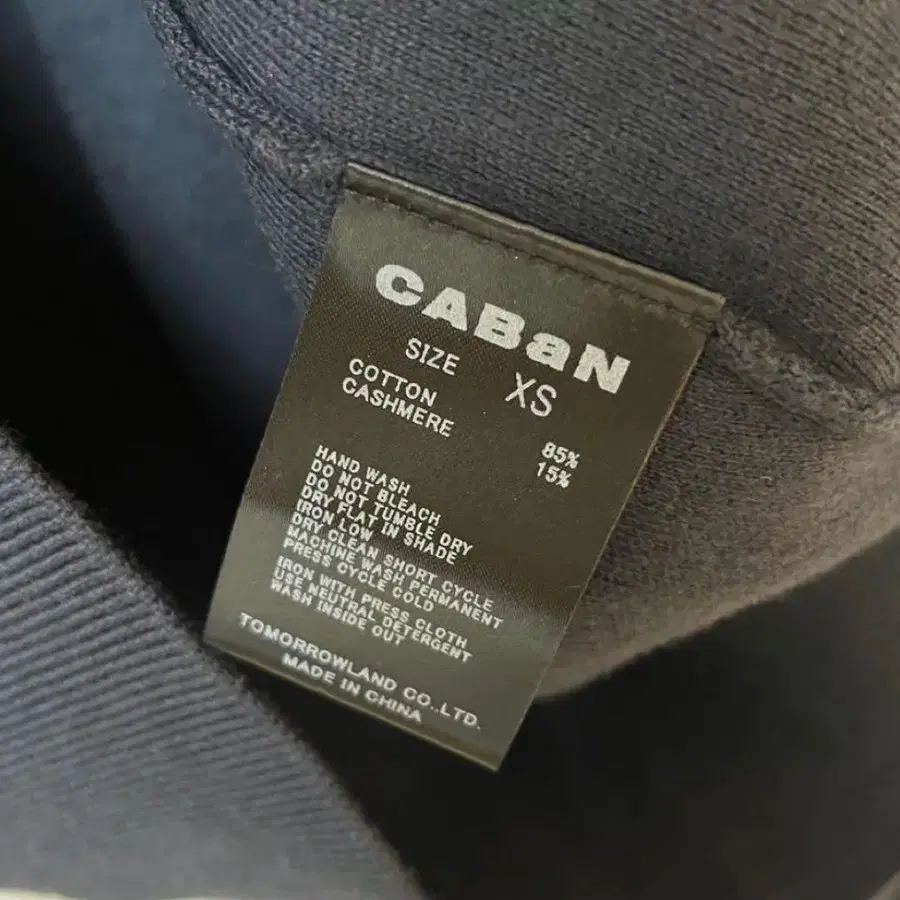 CABaN
SIZE XS
COTTON 85%
CASHMERE 15%
HAND WASH
DO NOT BLEACH
DO NOT TUMBLE DRY
DRY FLAT IN SHADE
IRON LOW
DRY CLEAN SHORT CYCLE
MACHINE WASH PERMANENT
PRESS CYCLE COLD
IRON WITH PRESS CLOTH
USE NEUTRAL DETERGENT
WASH INSIDE OUT
TOMORROWLAND CO.,LTD.
MADE IN CHINA